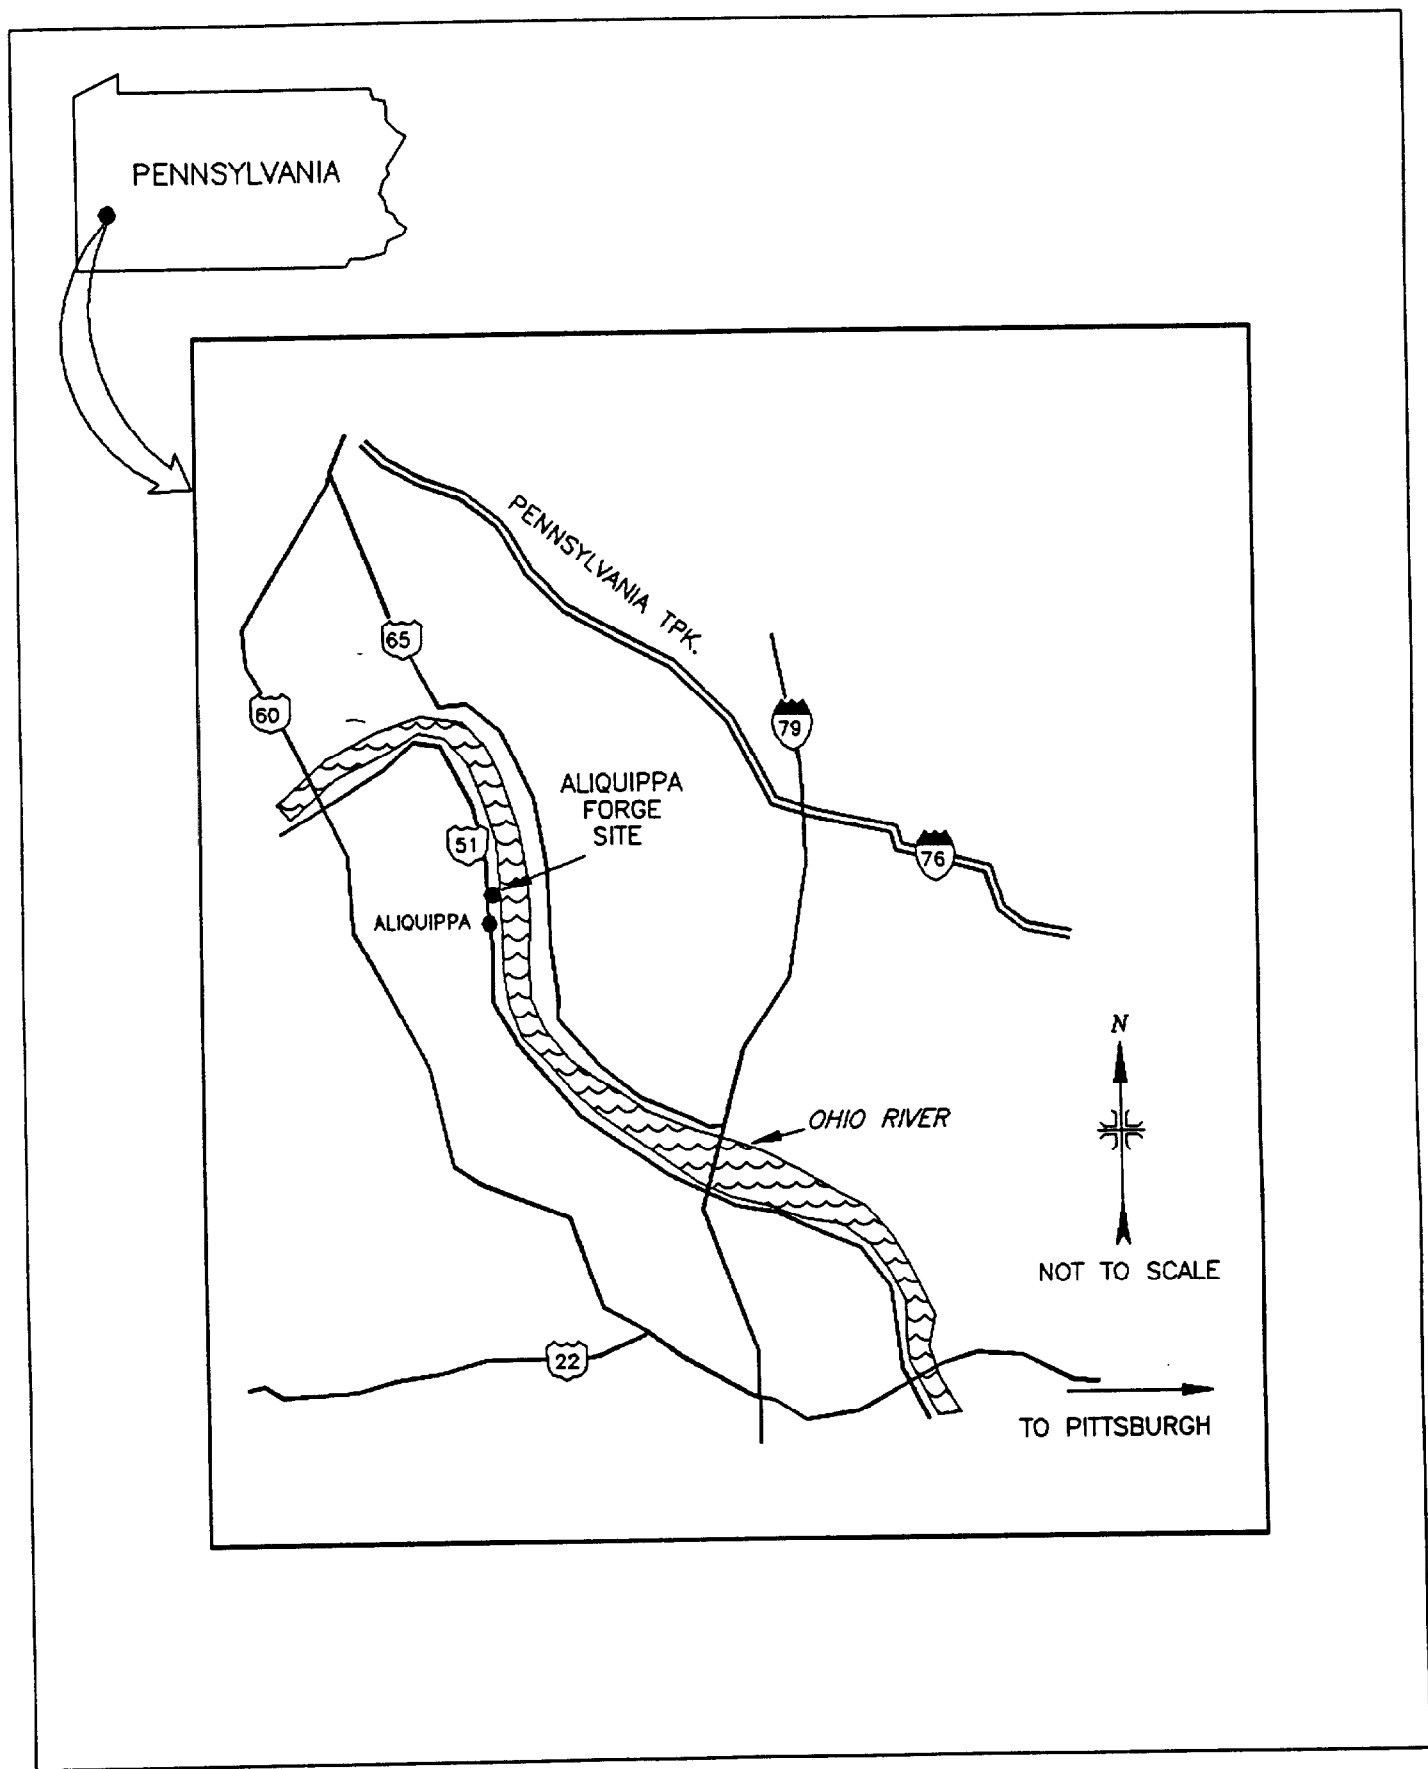 PENNSYLVANIA
PENNSYLVANIA TPK.
65
60
79
ALIQUIPPA
FORGE
SITE
51
76
ALIQUIPPA
N
OHIO RIVER
NOT TO SCALE
22
TO PITTSBURGH